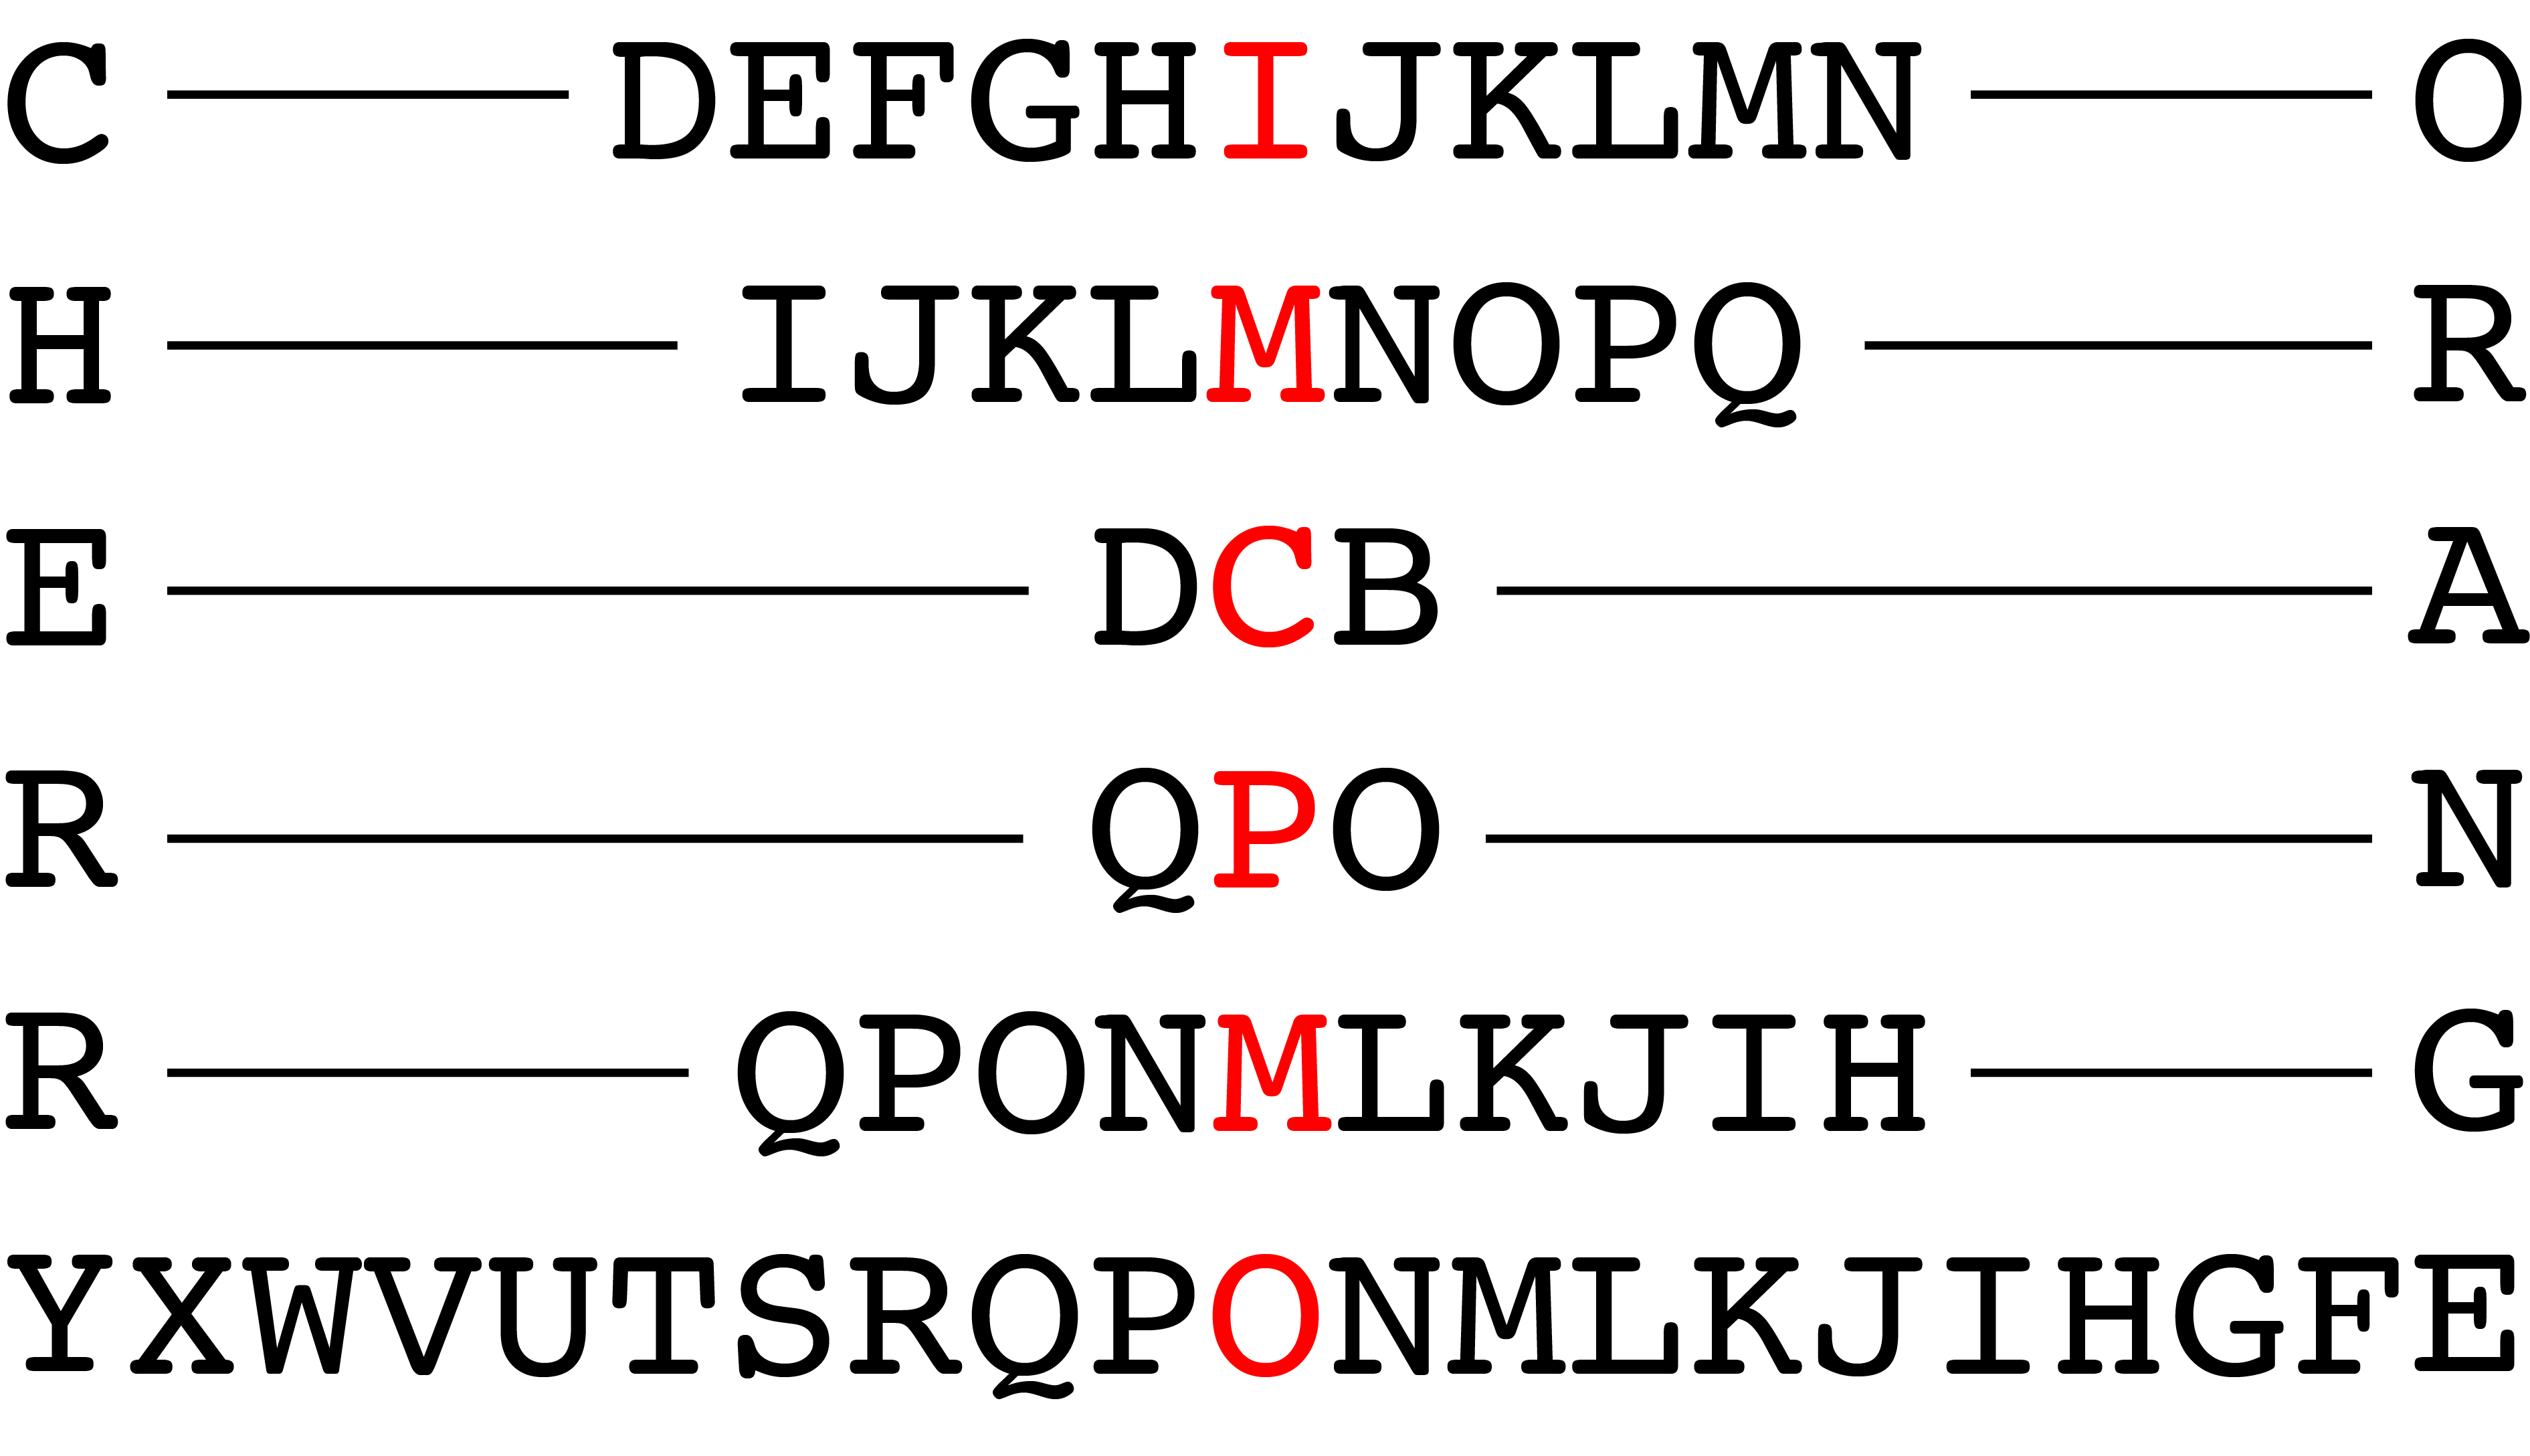 C DEFGHIJKLMN O
H IJKLMNOPQ R
E DCB A
R QPO N
R QPONMLKJIH G
YXWVUTSRQPONMLKJIHGFE